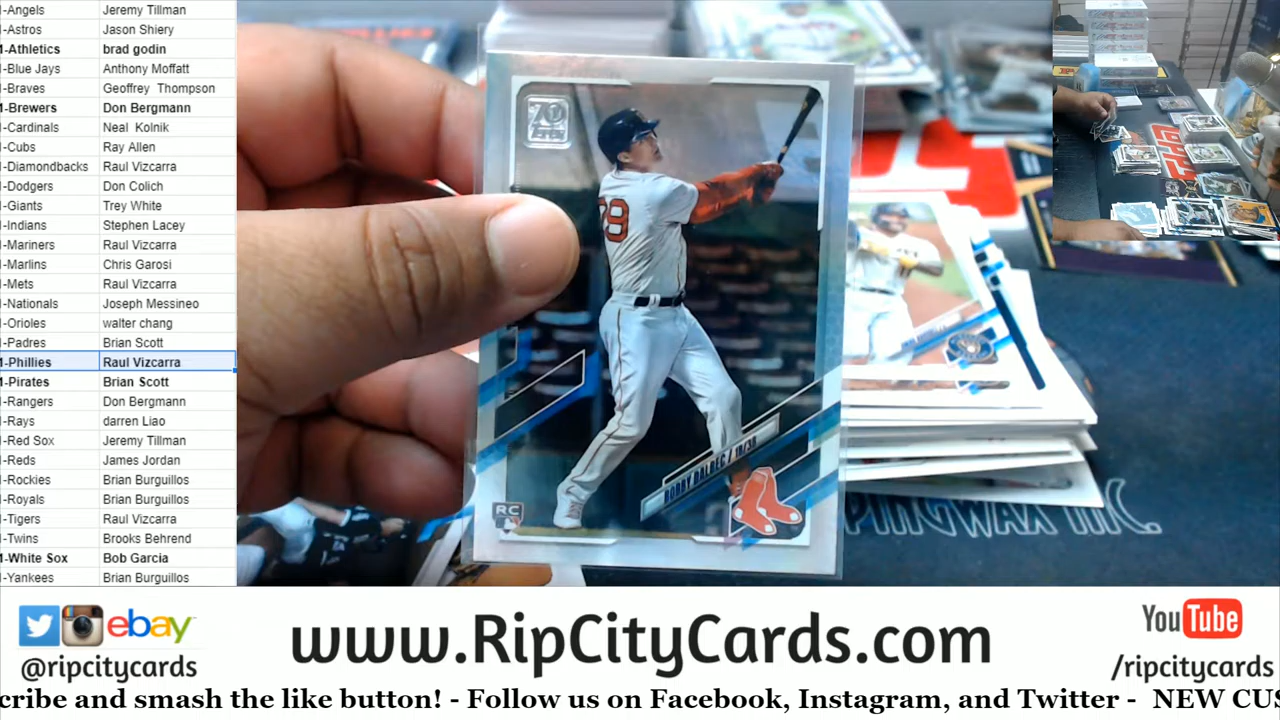 -Angels Jeremy Tillman
-Astros Jason Shiery
-Athletics brad godin
-Blue Jays Anthony Moffatt
-Braves Geoffrey Thompson
-Brewers Don Bergmann
-Cardinals Neal Kolnik
-Cubs Ray Allen
-Diamondbacks Raul Vizcarra
-Dodgers Don Colich
-Giants Trey White
-Indians Stephen Lacey
-Mariners Raul Vizcarra
-Marlins Chris Garosi
-Mets Raul Vizcarra
-Nationals Joseph Messineo
-Orioles walter chang
-Padres Brian Scott
-Phillies Raul Vizcarra
-Pirates Brian Scott
-Rangers Don Bergmann
-Rays darren Liao
-Red Sox Jeremy Tillman
-Reds James Jordan
-Rockies Brian Burguillos
-Royals Brian Burguillos
-Tigers Raul Vizcarra
-Twins Brooks Behrend
-White Sox Bob Garcia
-Yankees Brian Burguillos
70
BOBBY DALBEC / 1B/3B
RC
PINGWAX INC.
ebay
@ripcitycards
www.RipCityCards.com
YouTube
/ripcitycards
cribe and smash the like button! - Follow us on Facebook, Instagram, and Twitter - NEW CUS